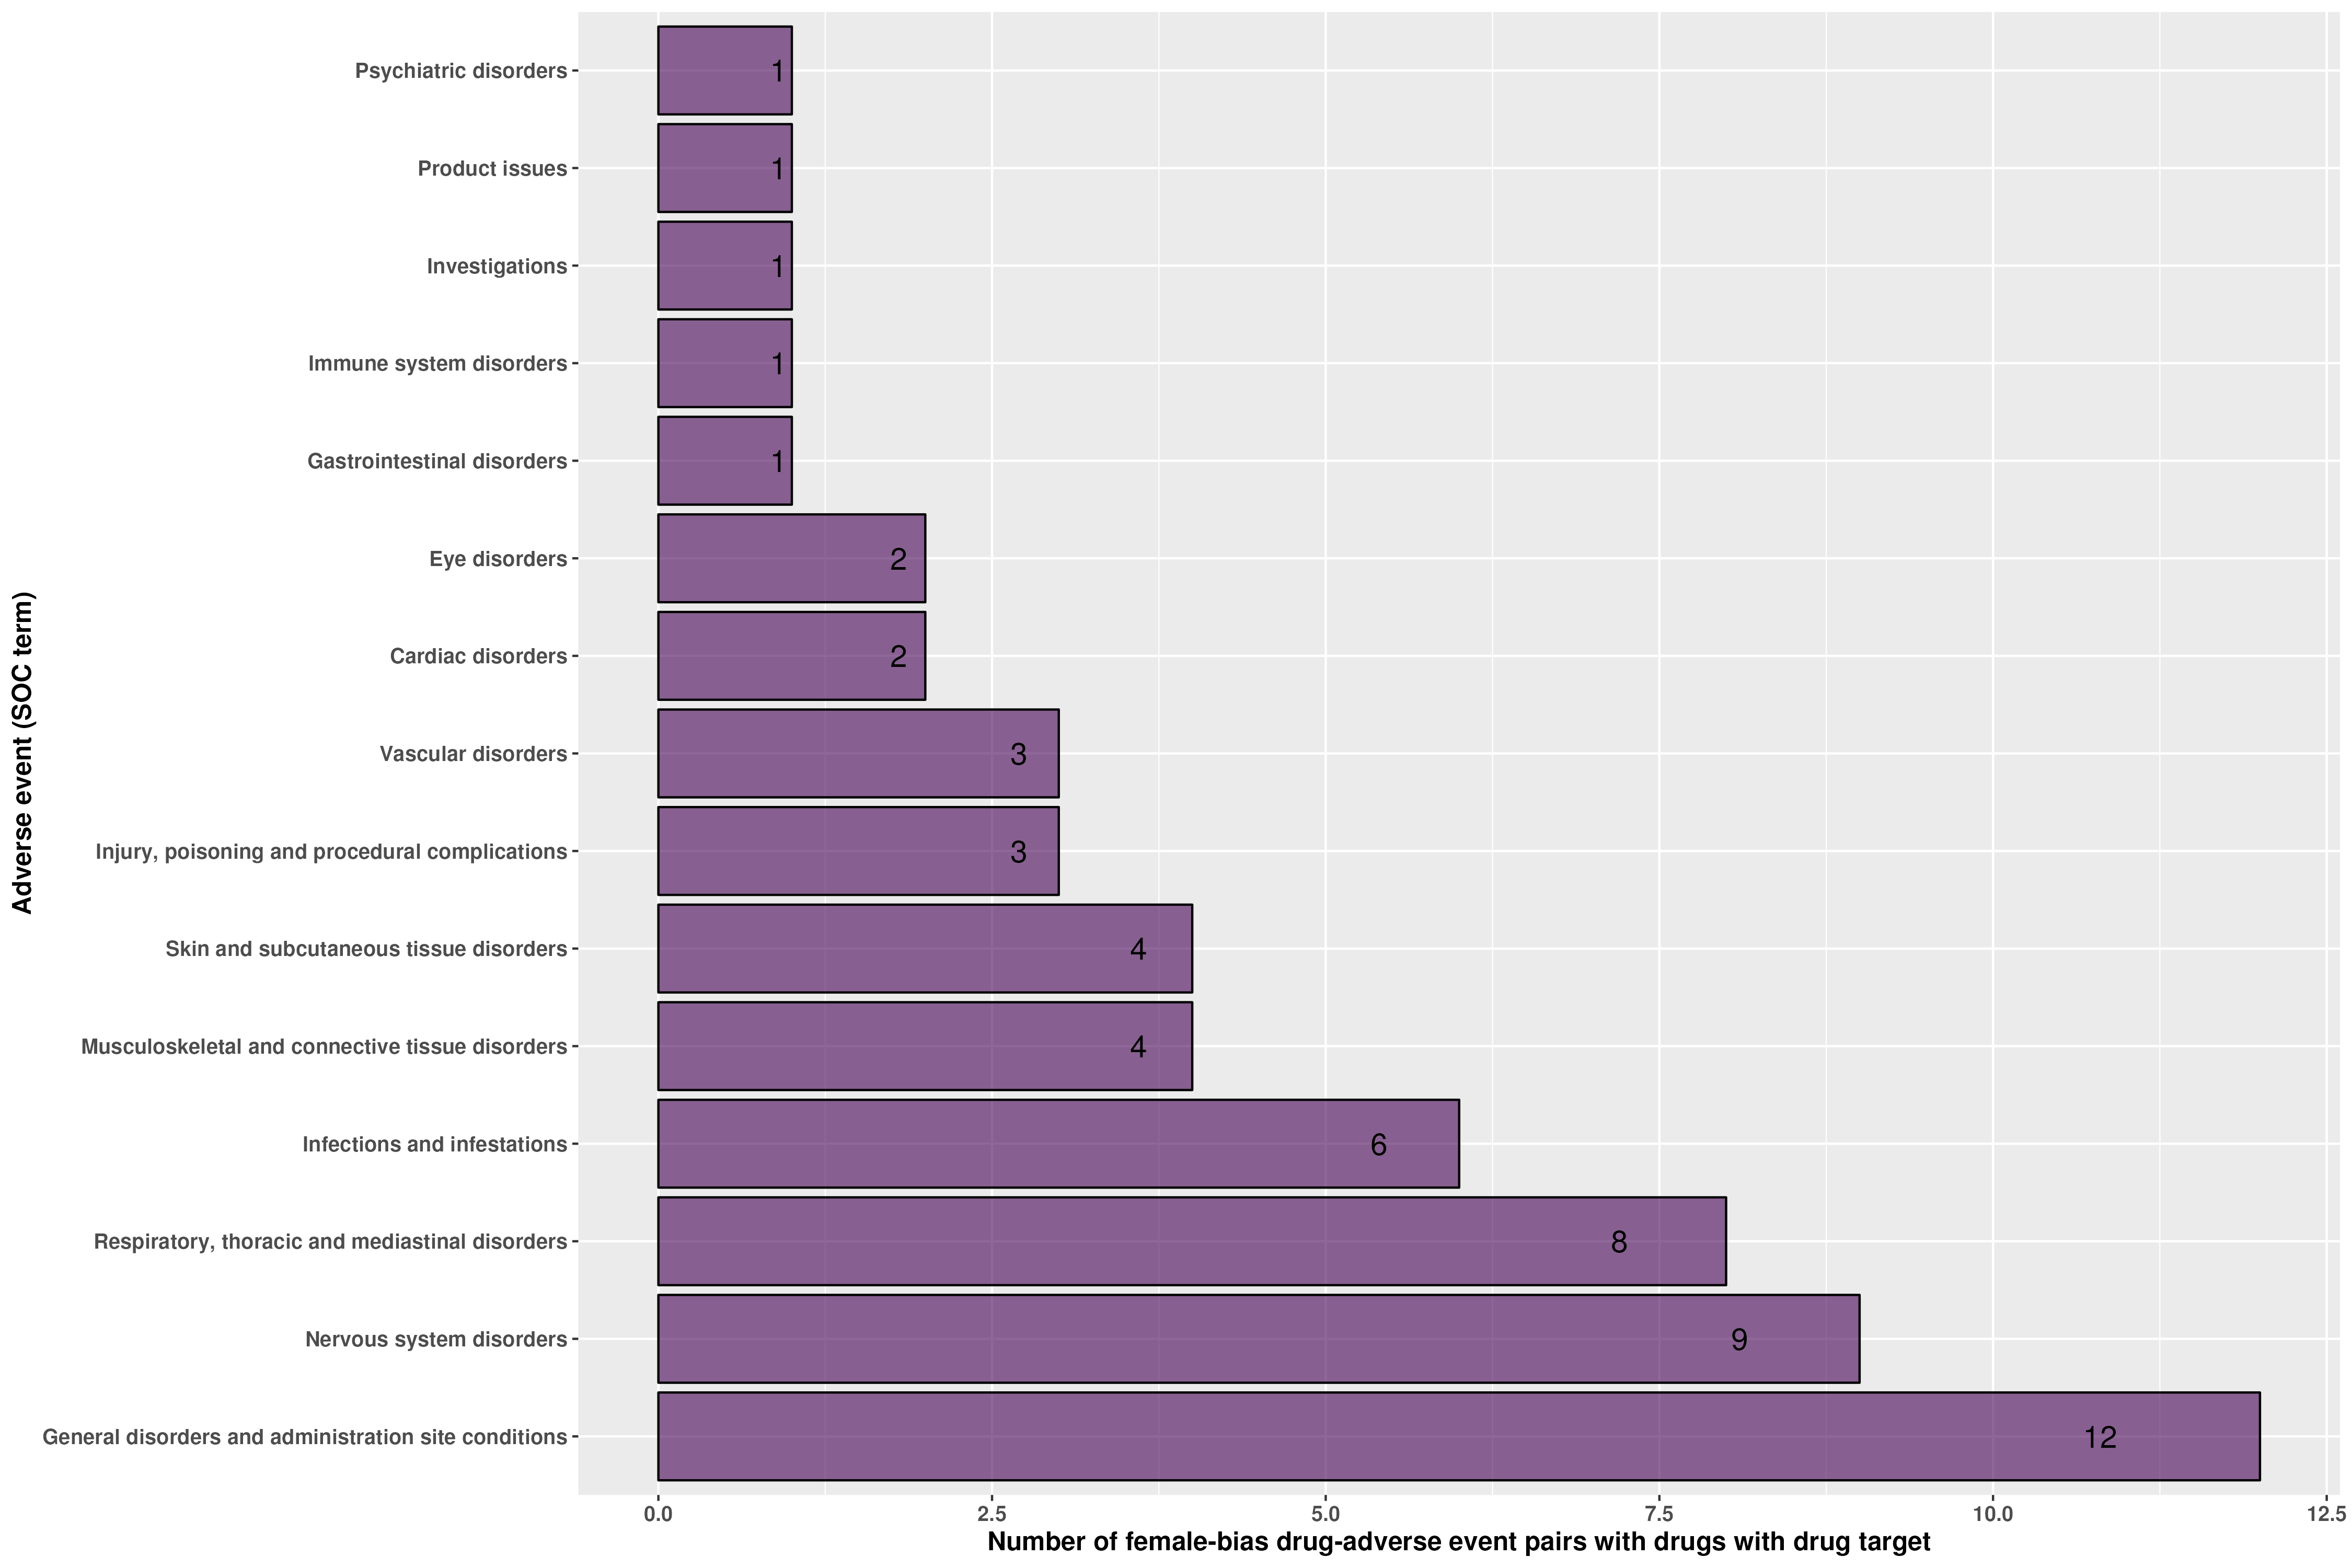 Psychiatric disorders
1
Product issues
1
Investigations
1
Immune system disorders
1
Gastrointestinal disorders
1
Eye disorders
2
Cardiac disorders
2
Vascular disorders
3
Injury, poisoning and procedural complications
3
Skin and subcutaneous tissue disorders
4
Musculoskeletal and connective tissue disorders
4
Infections and infestations
6
Respiratory, thoracic and mediastinal disorders
8
Nervous system disorders
9
General disorders and administration site conditions
12
Adverse event (SOC term)
0.0 2.5 5.0 7.5 10.0 12.5
Number of female-bias drug-adverse event pairs with drugs with drug target